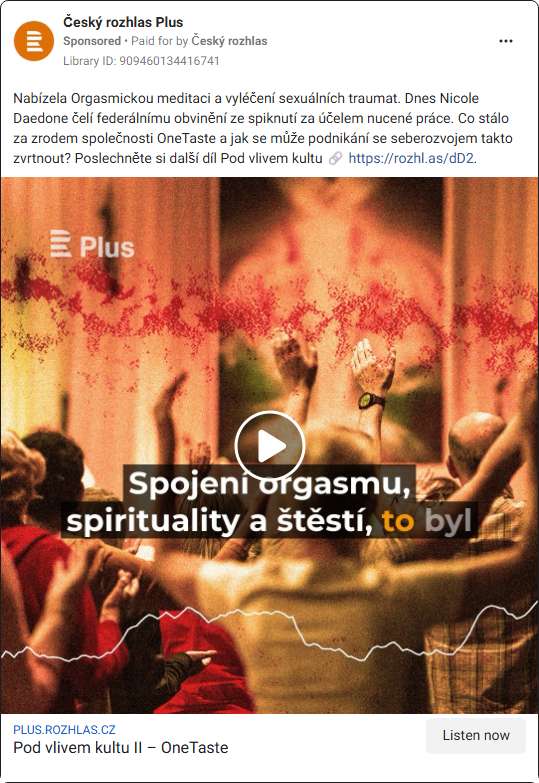 Český rozhlas Plus
Sponsored • Paid for by Český rozhlas
Library ID: 909460134416741
Nabízela Orgasmickou meditaci a vyléčení sexuálních traumat. Dnes Nicole
Daedone čelí federálnímu obvinění ze spiknutí za účelem nucené práce. Co stálo
za zrodem společnosti OneTaste a jak se může podnikání se seberozvojem takto
zvrtnout? Poslechněte si další díl Pod vlivem kultu 🔗 https://rozhl.as/dD2.
Plus
Spojení orgasmu,
spirituality a štěstí, to byl
PLUS.ROZHLAS.CZ
Pod vlivem kultu II – OneTaste
Listen now